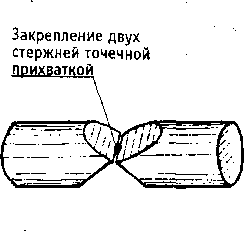 Закрепление двух
стержней точечной
прихваткой